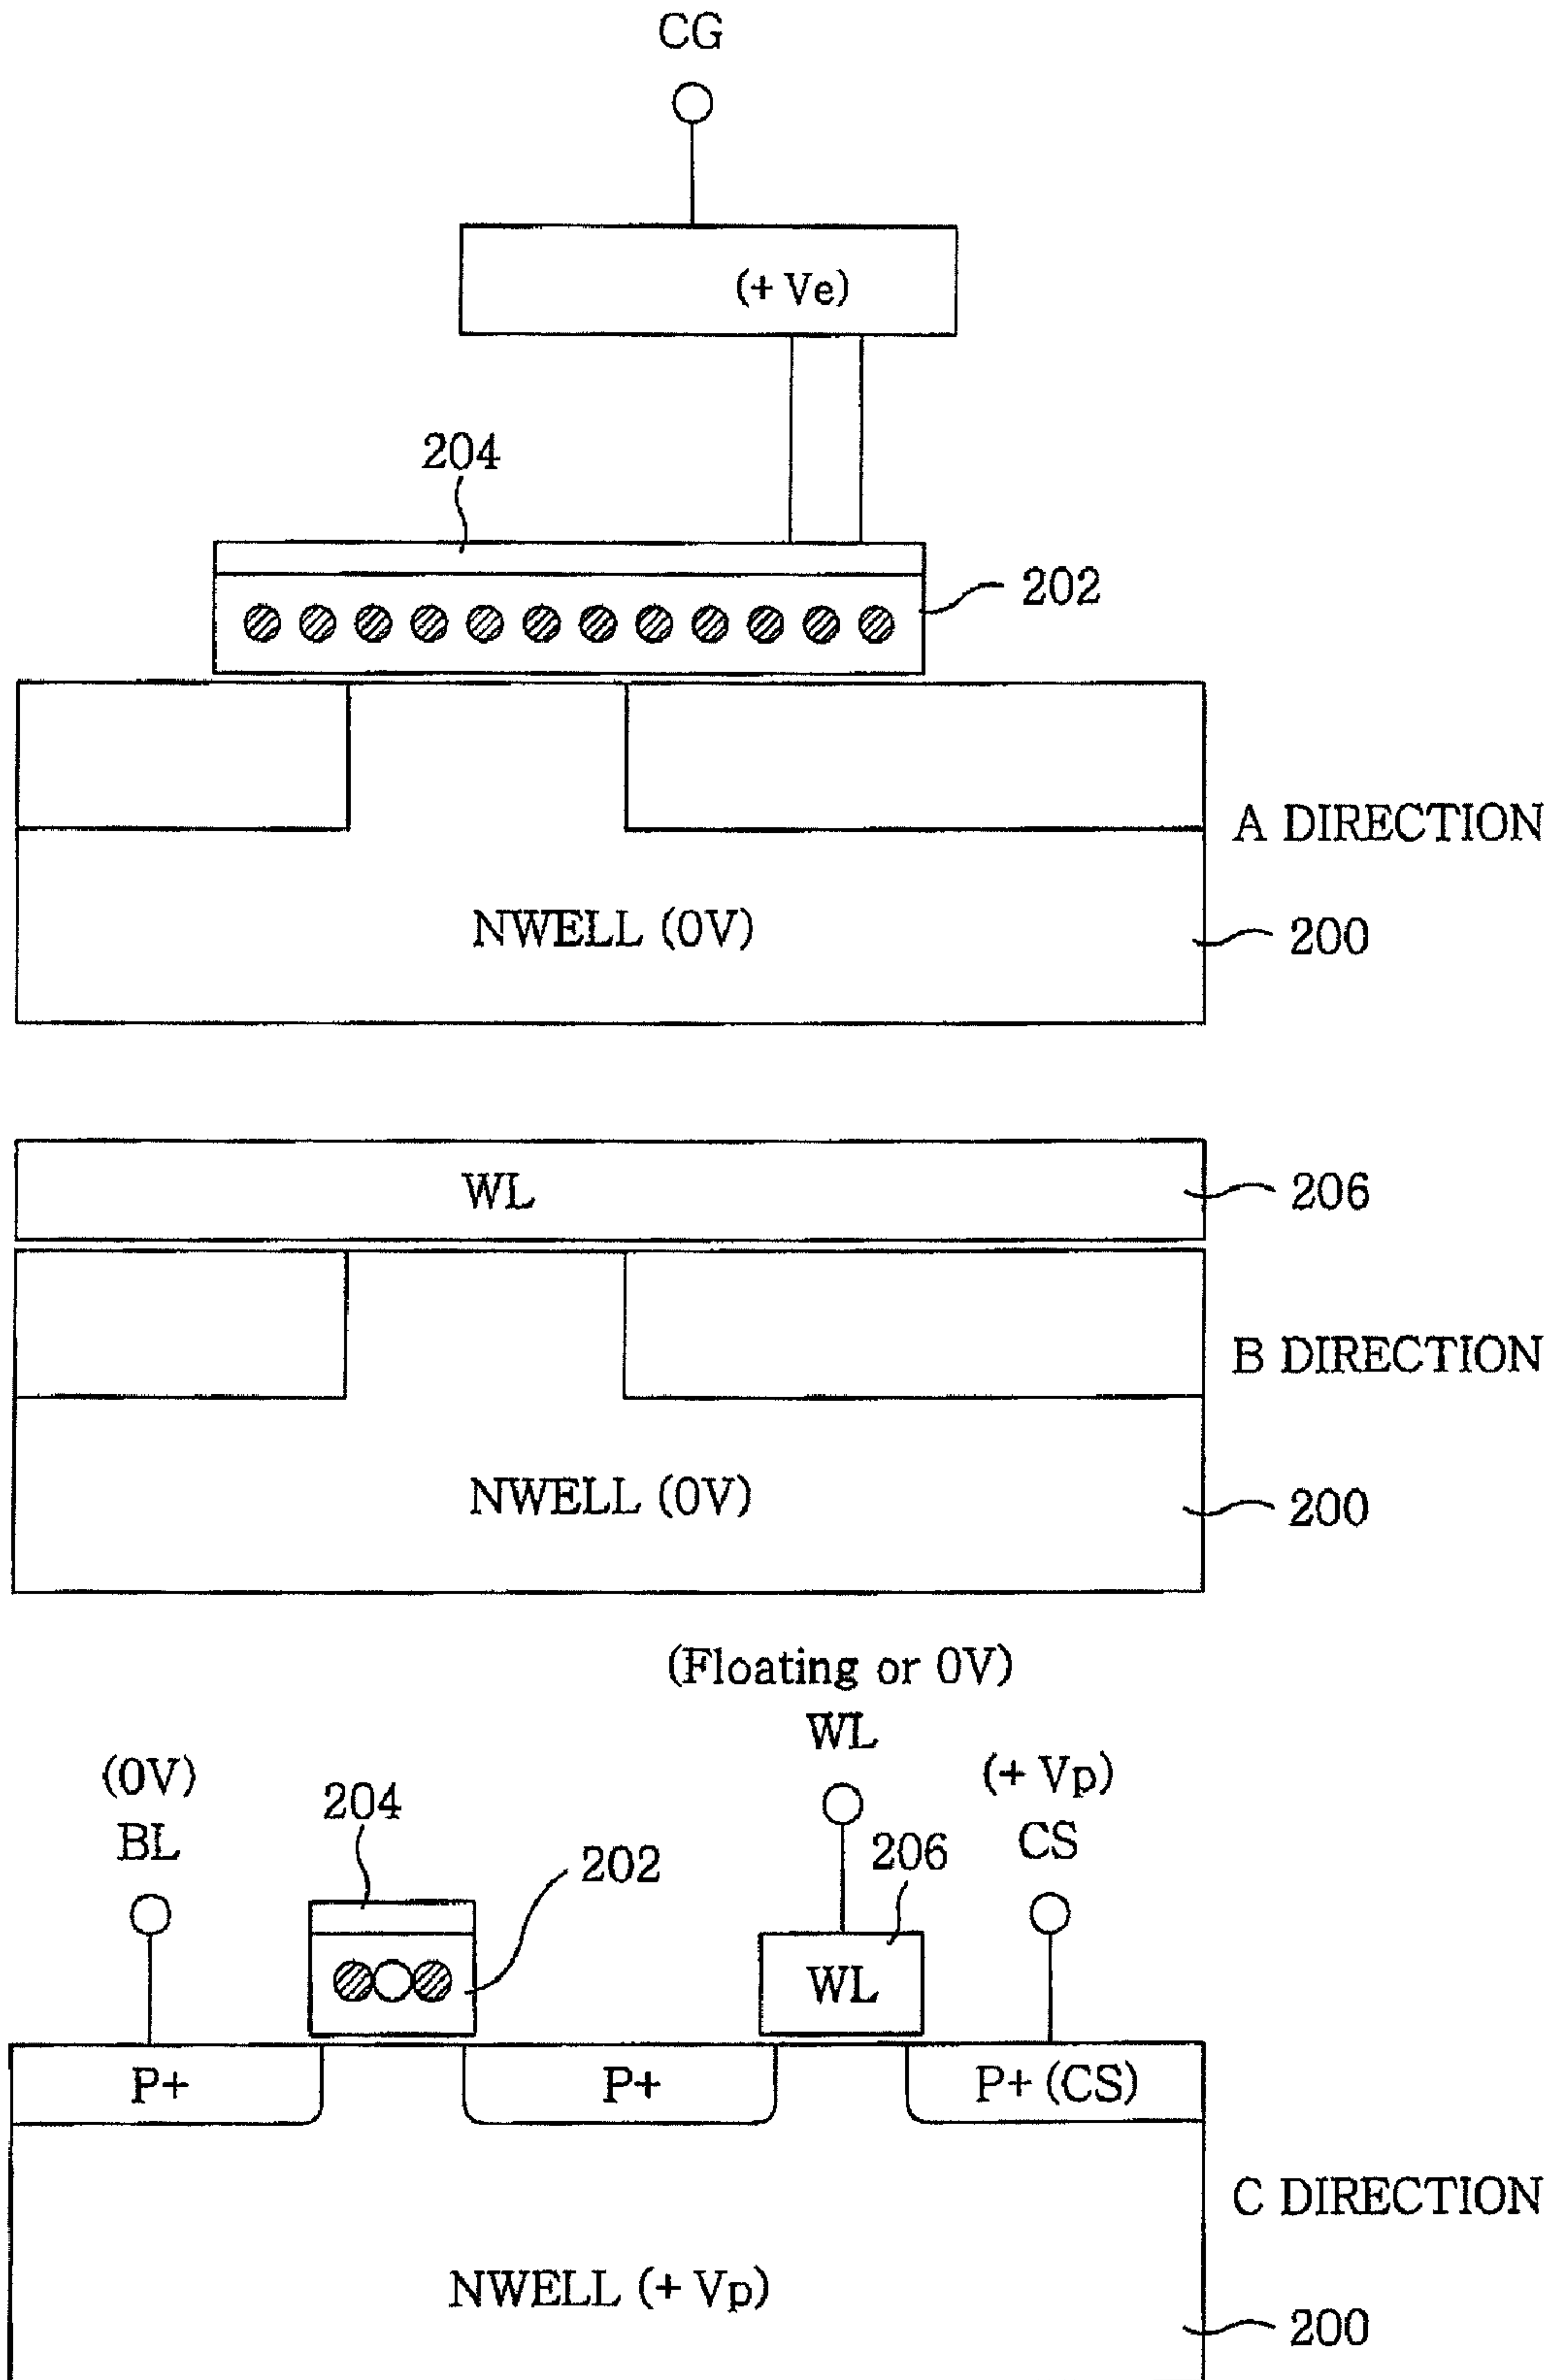 CG
(+ Ve)
204
202
A DIRECTION
NWELL (0V)
200
WL
206
B DIRECTION
NWELL (0V)
200
(Floating or 0V)
WL
(0V)
BL
(+ Vp)
CS
204
202
206
WL
P+
P+
P+ (CS)
C DIRECTION
NWELL (+ Vp)
200